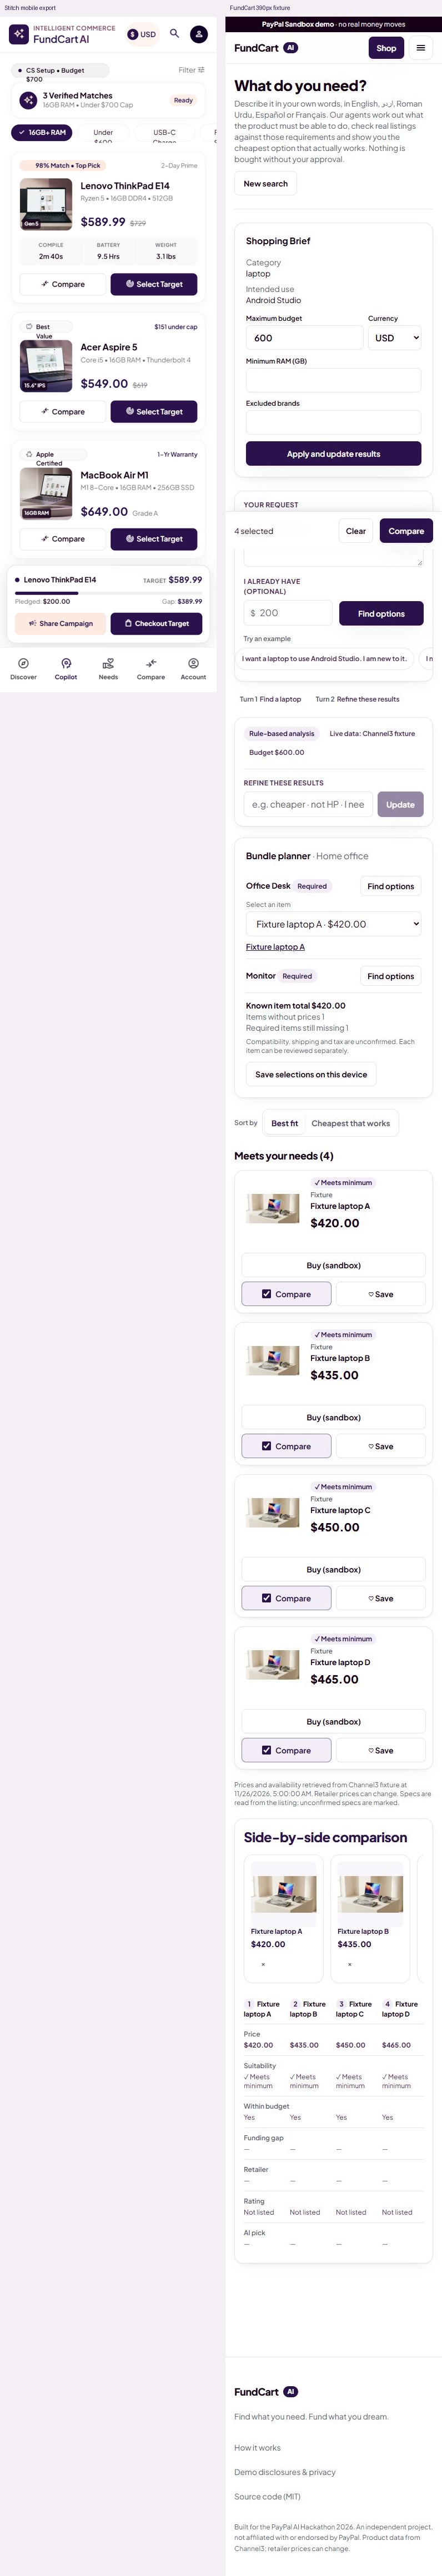 Stitch mobile export
INTELLIGENT COMMERCE
FundCart AI
$ USD
CS Setup • Budget $700
Filter
3 Verified Matches
16GB RAM • Under $700 Cap
Ready
16GB+ RAM
Under
USB-C
98% Match • Top Pick
2-Day Prime
Gen 5
Lenovo ThinkPad E14
Ryzen 5 • 16GB DDR4 • 512GB
$589.99 $729
COMPILE BATTERY WEIGHT
2m 40s 9.5 Hrs 3.1 lbs
Compare
Select Target
Best
Value
$151 under cap
15.6" IPS
Acer Aspire 5
Core i5 • 16GB RAM • Thunderbolt 4
$549.00 $619
Compare
Select Target
Apple
Certified
1-Yr Warranty
16GB RAM
MacBook Air M1
M1 8-Core • 16GB RAM • 256GB SSD
$649.00 Grade A
Compare
Select Target
Lenovo ThinkPad E14
TARGET $589.99
Pledged: $200.00
Gap: $389.99
Share Campaign
Checkout Target
Discover Copilot Needs Compare Account
FundCart 390px fixture
PayPal Sandbox demo · no real money moves
FundCart AI
Shop
What do you need?
Describe it in your own words, in English, اردو, Roman
Urdu, Español or Français. Our agents work out what
the product must be able to do, check real listings
against those requirements and show you the
cheapest option that actually works. Nothing is
bought without your approval.
New search
Shopping Brief
Category
laptop
Intended use
Android Studio
Maximum budget
600
Currency
USD
Minimum RAM (GB)
Excluded brands
Apply and update results
YOUR REQUEST
4 selected
Clear
Compare
I ALREADY HAVE
(OPTIONAL)
$ 200
Find options
Try an example
I want a laptop to use Android Studio. I am new to it.
Turn 1 Find a laptop
Turn 2 Refine these results
Rule-based analysis
Live data: Channel3 fixture
Budget $600.00
REFINE THESE RESULTS
e.g. cheaper · not HP · I nee
Update
Bundle planner · Home office
Office Desk Required
Find options
Select an item
Fixture laptop A · $420.00
Fixture laptop A
Monitor Required
Find options
Known item total $420.00
Items without prices 1
Required items still missing 1
Compatibility, shipping and tax are unconfirmed. Each
item can be reviewed separately.
Save selections on this device
Sort by
Best fit
Cheapest that works
Meets your needs (4)
✓ Meets minimum
Fixture
Fixture laptop A
$420.00
Buy (sandbox)
Compare
♡ Save
✓ Meets minimum
Fixture
Fixture laptop B
$435.00
Buy (sandbox)
Compare
♡ Save
✓ Meets minimum
Fixture
Fixture laptop C
$450.00
Buy (sandbox)
Compare
♡ Save
✓ Meets minimum
Fixture
Fixture laptop D
$465.00
Buy (sandbox)
Compare
♡ Save
Prices and availability retrieved from Channel3 fixture at
11/26/2026, 5:00:00 AM. Retailer prices can change. Specs are
read from the listing; unconfirmed specs are marked.
Side-by-side comparison
Fixture laptop A
$420.00
×
Fixture laptop B
$435.00
×
1 Fixture laptop A 2 Fixture laptop B 3 Fixture laptop C 4 Fixture laptop D
Price
$420.00 $435.00 $450.00 $465.00
Suitability
✓ Meets minimum ✓ Meets minimum ✓ Meets minimum ✓ Meets minimum
Within budget
Yes Yes Yes Yes
Funding gap
— — — —
Retailer
— — — —
Rating
Not listed Not listed Not listed Not listed
AI pick
— — — —
FundCart AI
Find what you need. Fund what you dream.
How it works
Demo disclosures & privacy
Source code (MIT)
Built for the PayPal AI Hackathon 2026. An independent project,
not affiliated with or endorsed by PayPal. Product data from
Channel3; retailer prices can change.